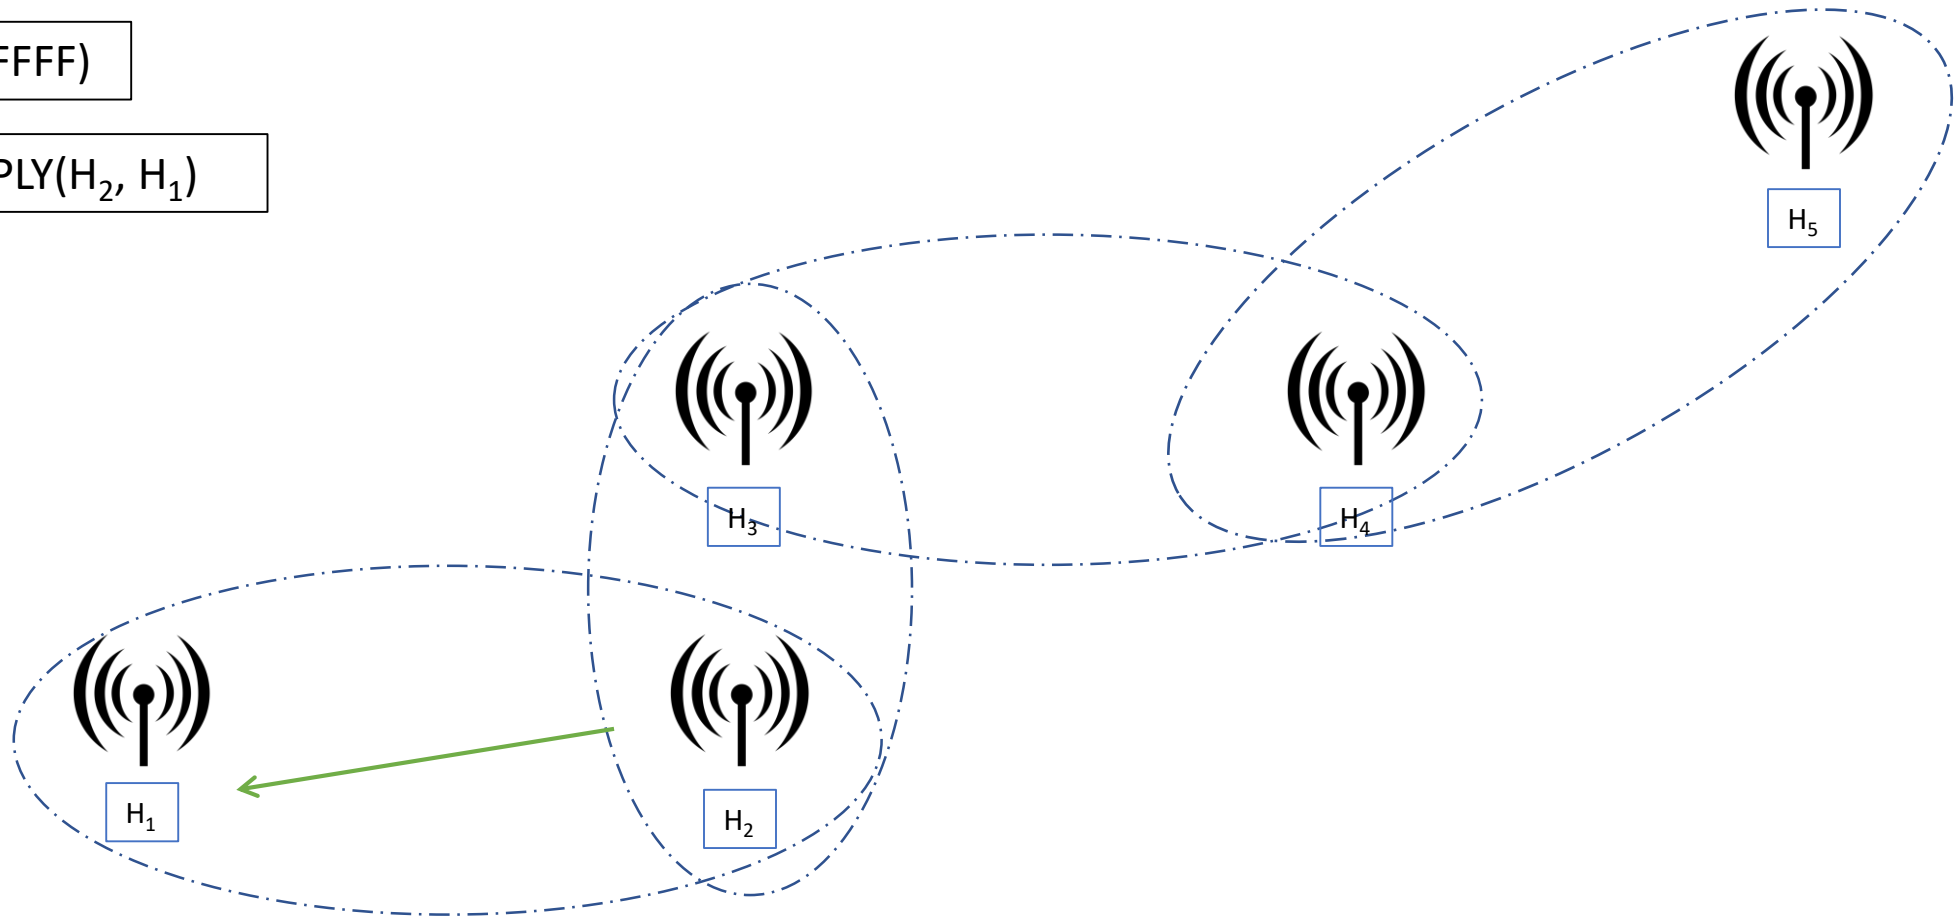 FFFF)
PLY(H₂, H₁)
H₅
H₃
H₄
H₁
H₂